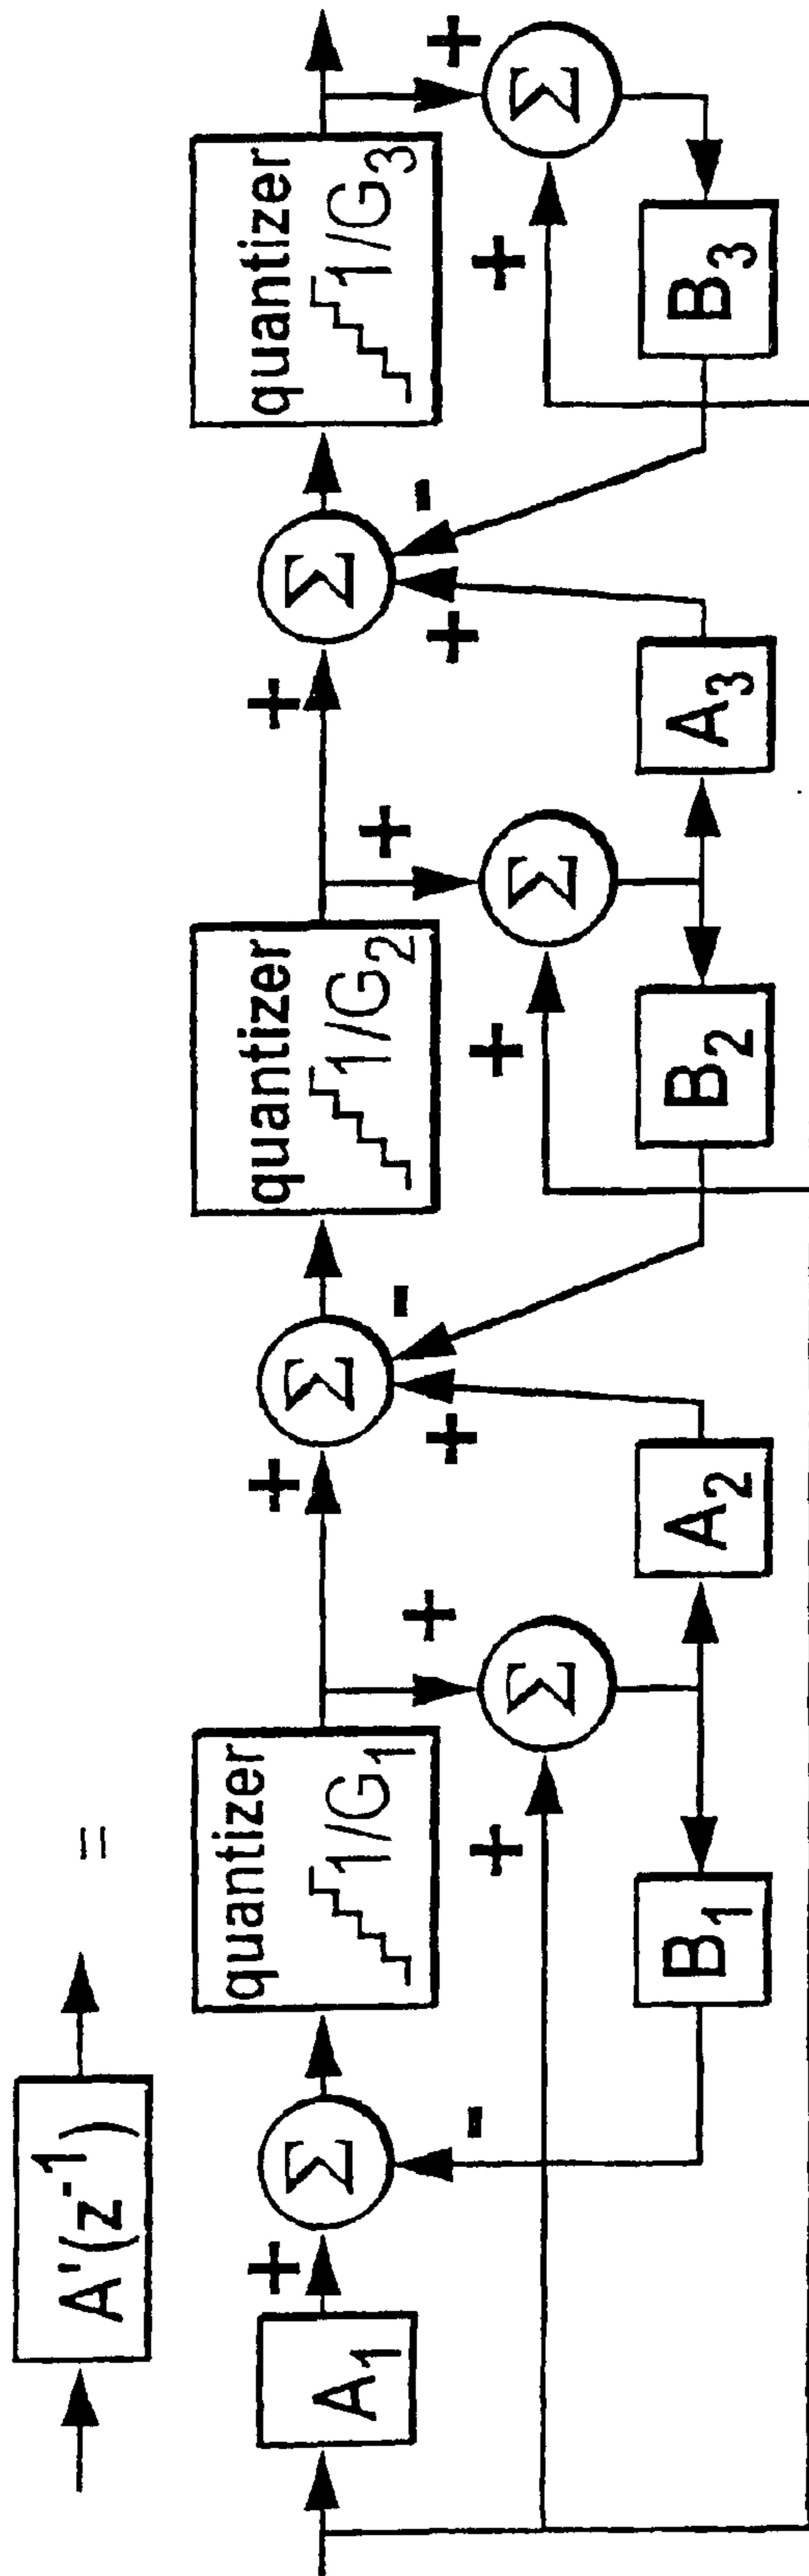 A'(z⁻¹) =
A₁
+
Σ
-
quantizer
1/G₁
+
+
Σ
B₁
A₂
+
+
Σ
-
quantizer
1/G₂
+
+
Σ
B₂
A₃
+
+
Σ
-
quantizer
1/G₃
+
+
Σ
B₃